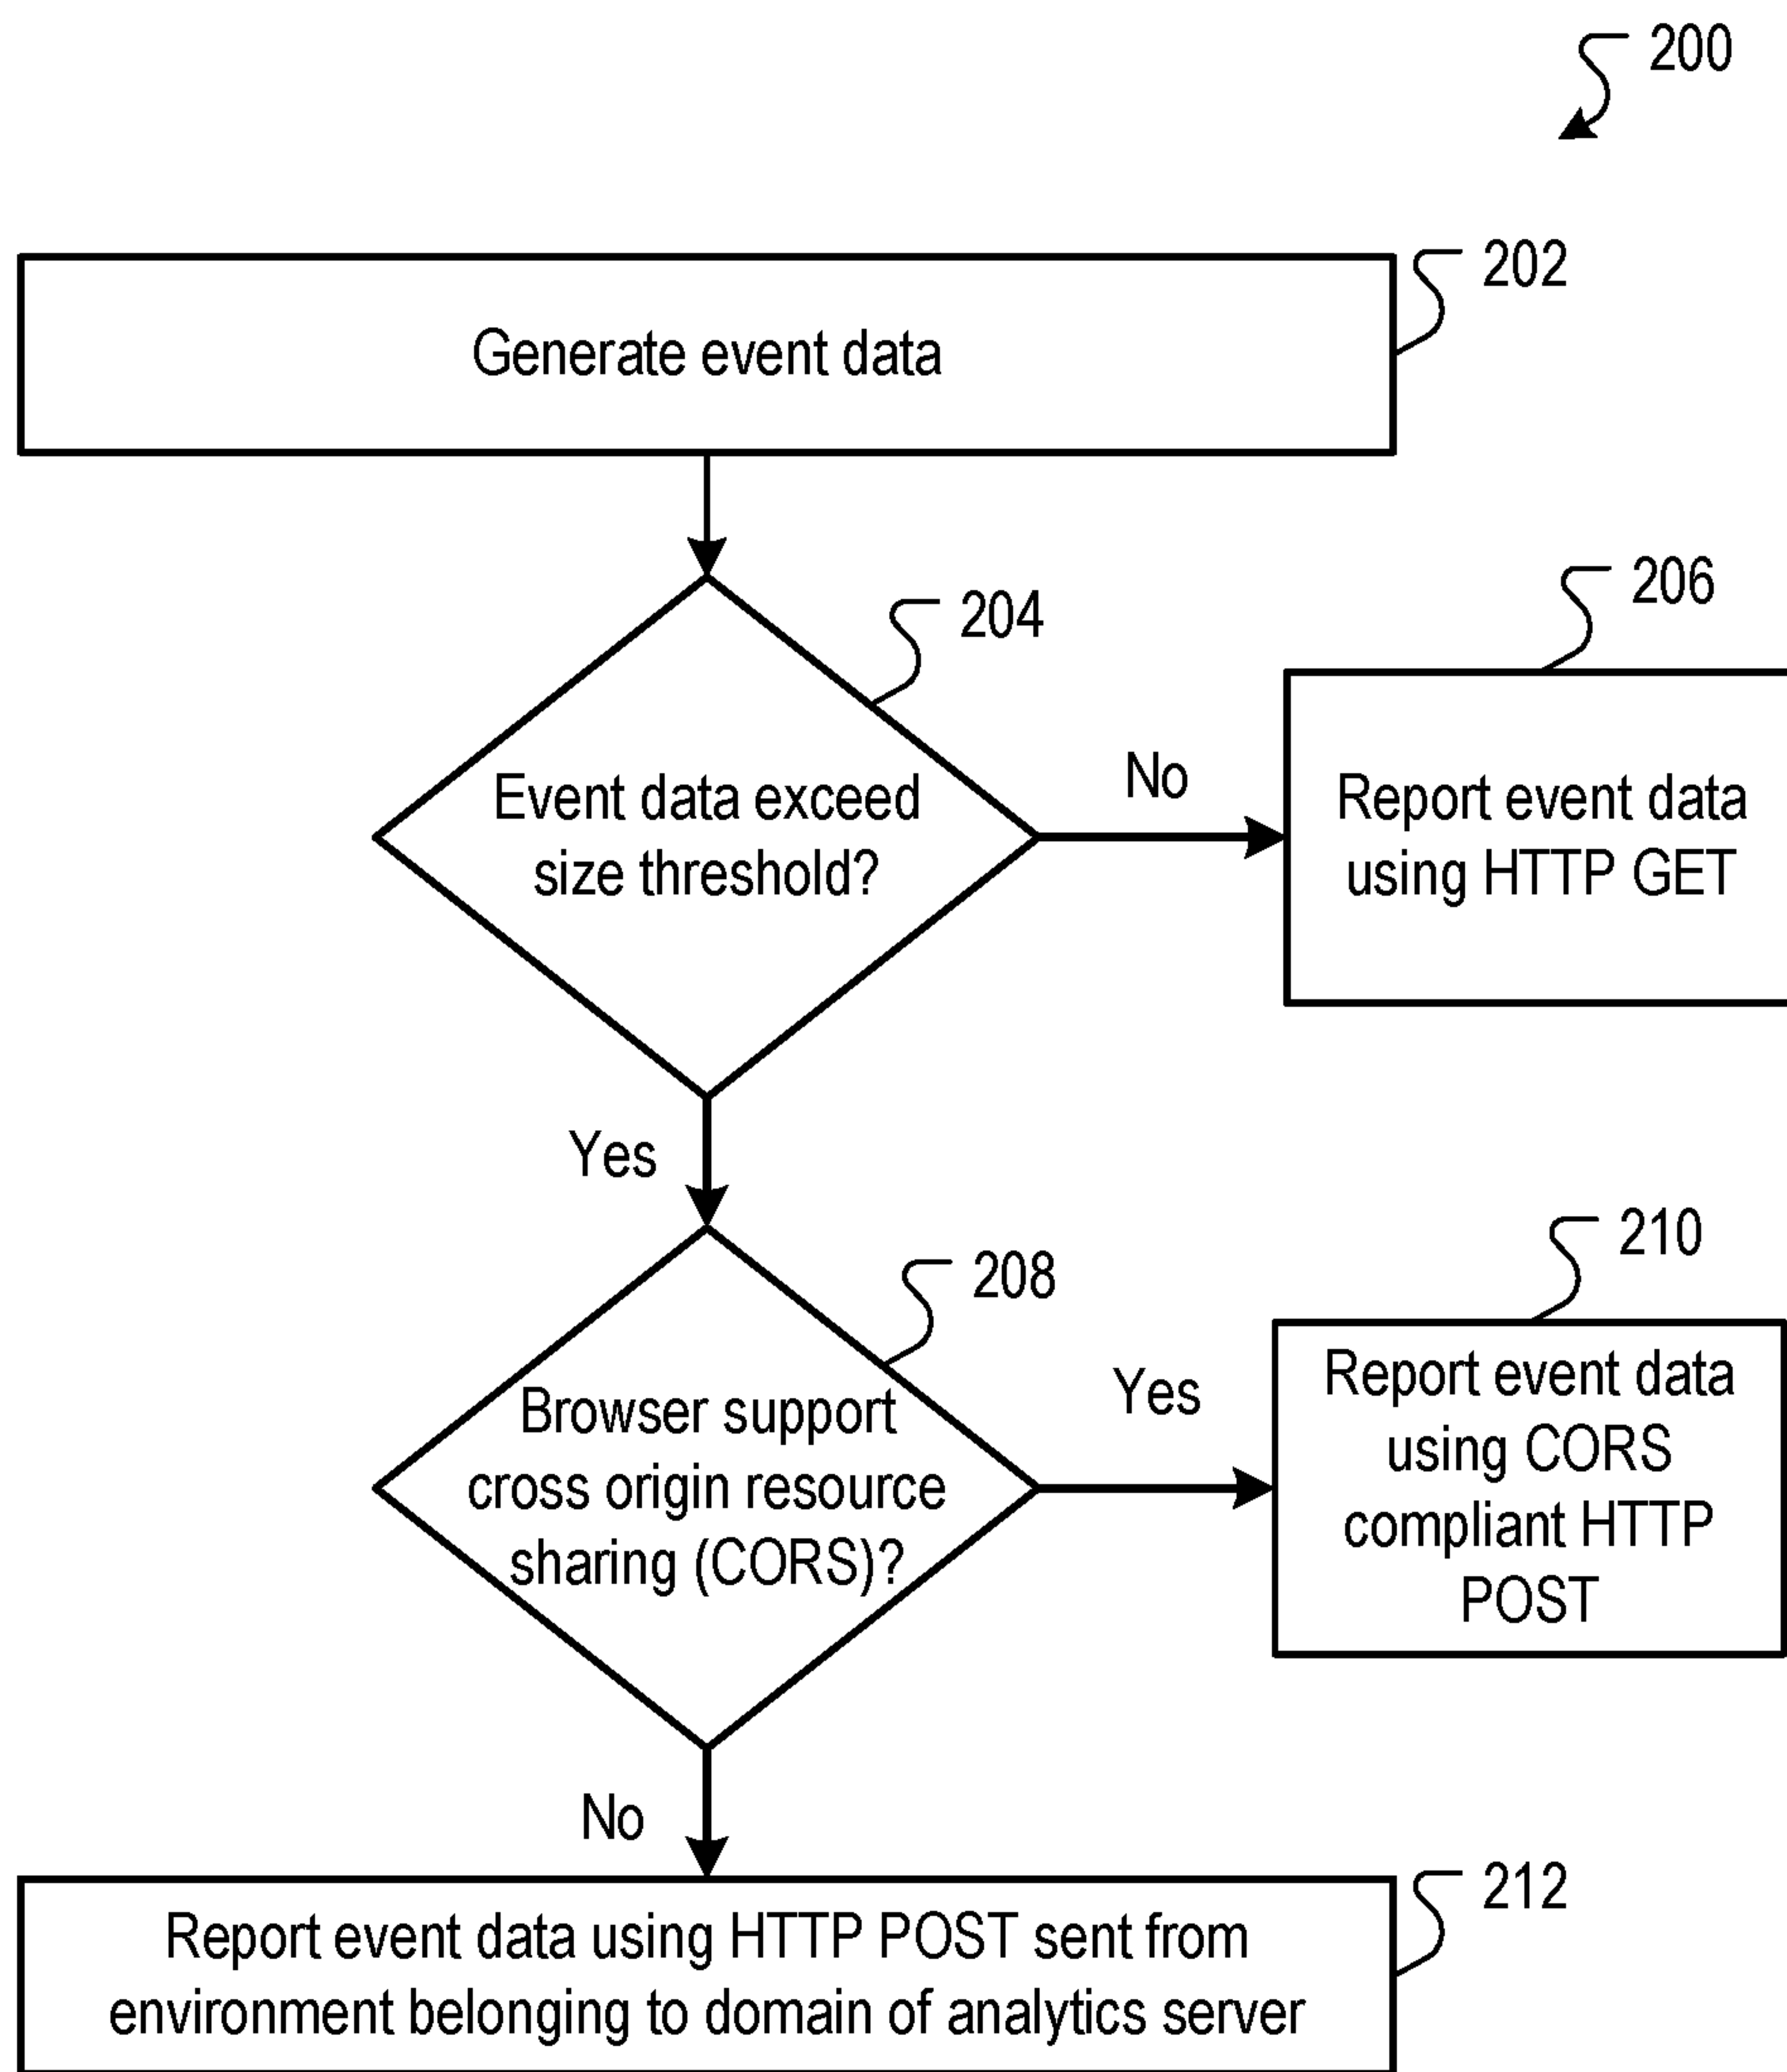 200
202
Generate event data
204
206
Event data exceed
size threshold?
No
Report event data
using HTTP GET
Yes
208
210
Browser support
cross origin resource
sharing (CORS)?
Yes
Report event data
using CORS
compliant HTTP
POST
No
212
Report event data using HTTP POST sent from
environment belonging to domain of analytics server